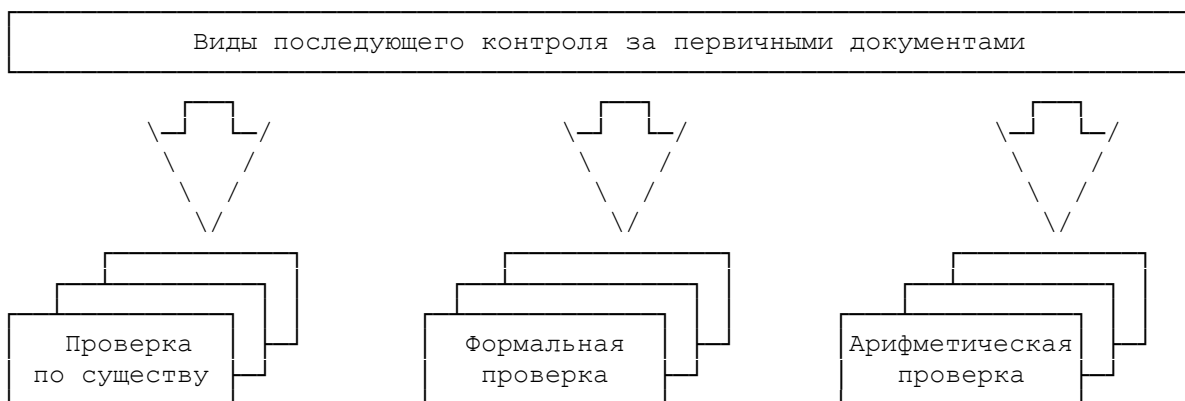 Виды последующего контроля за первичными документами
Проверка
по существу
Формальная
проверка
Арифметическая
проверка